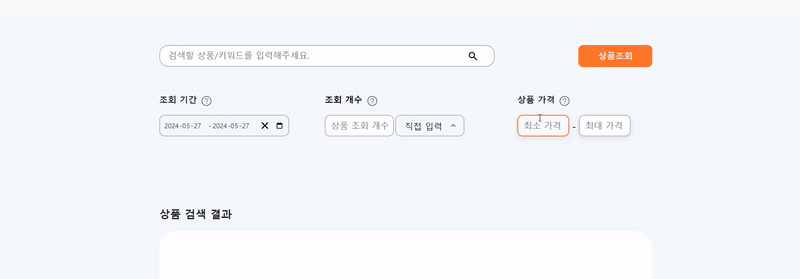 검색할 상품/키워드를 입력해주세요.
상품조회
조회 기간 ?
조회 개수 ?
상품 가격 ?
2024-05-27 - 2024-05-27
상품 조회 개수
직접 입력
최소 가격 - 최대 가격
상품 검색 결과